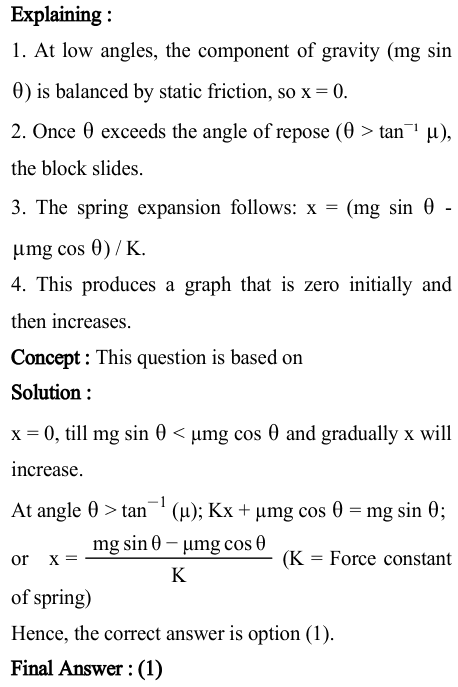 Explaining :
1. At low angles, the component of gravity (mg sin
θ) is balanced by static friction, so x = 0.
2. Once θ exceeds the angle of repose (θ > tan⁻¹ μ),
the block slides.
3. The spring expansion follows: x = (mg sin θ -
μmg cos θ) / K.
4. This produces a graph that is zero initially and
then increases.
Concept : This question is based on
Solution :
x = 0, till mg sin θ < μmg cos θ and gradually x will
increase.
At angle θ > tan⁻¹ (μ); Kx + μmg cos θ = mg sin θ;
or x = (mg sin θ − μmg cos θ) / K (K = Force constant
of spring)
Hence, the correct answer is option (1).
Final Answer : (1)